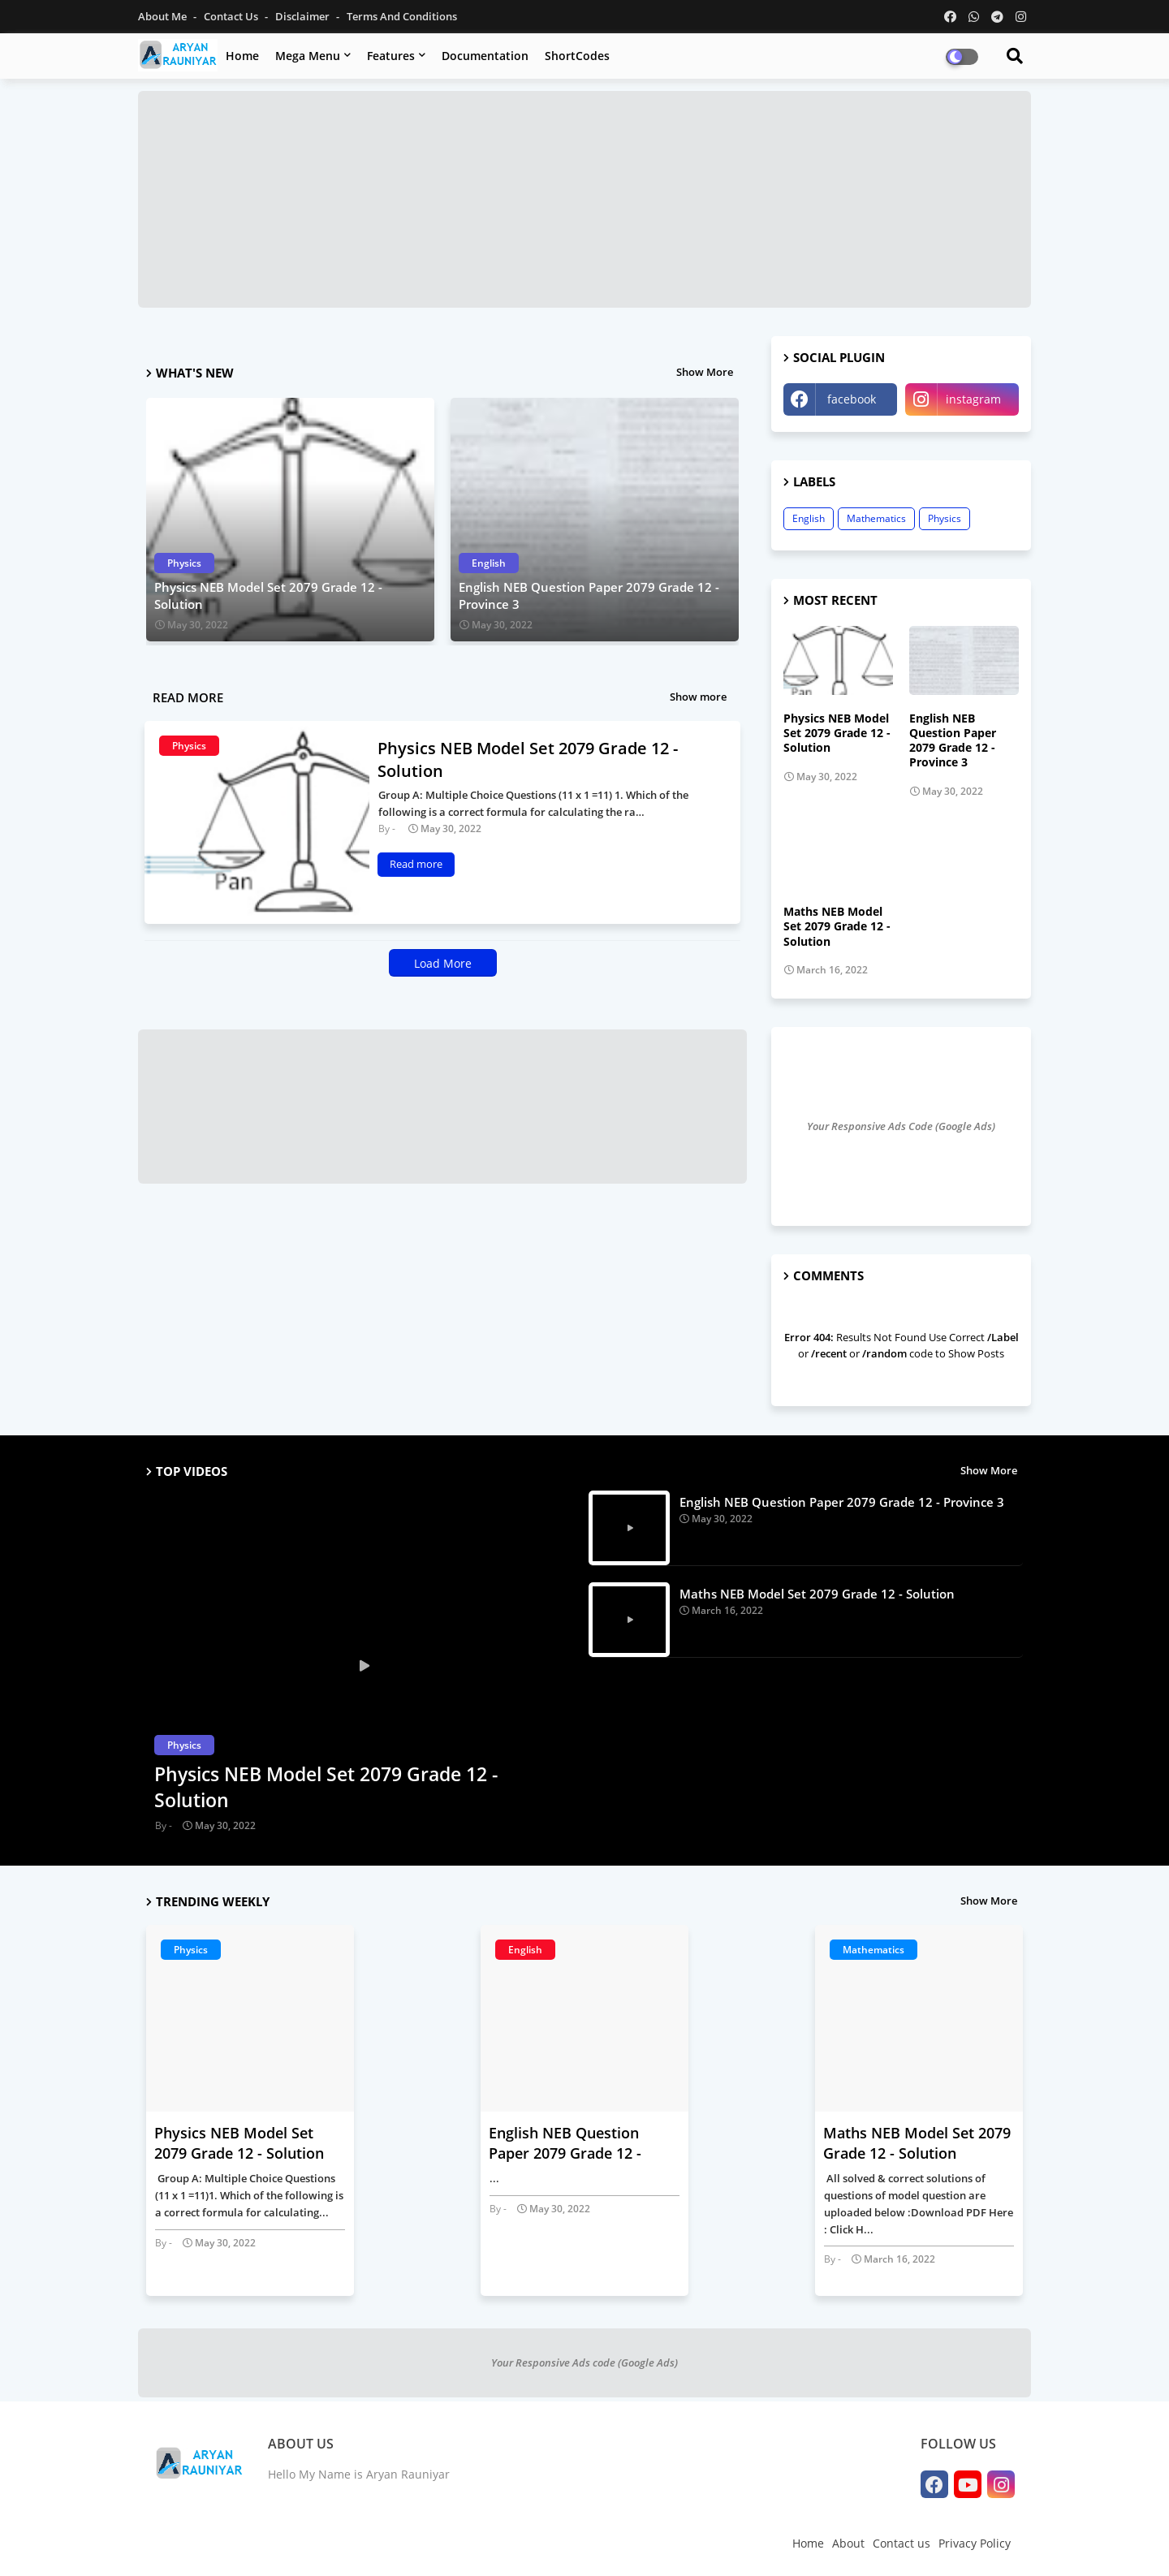 About Me - Contact Us - Disclaimer - Terms And Conditions
ARYAN
RAUNIYAR
Home Mega Menu Features Documentation ShortCodes
WHAT'S NEW
Show More
Physics
Physics NEB Model Set 2079 Grade 12 -
Solution
May 30, 2022
English
English NEB Question Paper 2079 Grade 12 -
Province 3
May 30, 2022
READ MORE
Show more
Physics
Pan
Physics NEB Model Set 2079 Grade 12 -
Solution
Group A: Multiple Choice Questions (11 x 1 =11) 1. Which of the
following is a correct formula for calculating the ra...
By - May 30, 2022
Read more
Load More
SOCIAL PLUGIN
facebook
instagram
LABELS
English
Mathematics
Physics
MOST RECENT
Pan
Physics NEB Model
Set 2079 Grade 12 -
Solution
May 30, 2022
English NEB
Question Paper
2079 Grade 12 -
Province 3
May 30, 2022
Maths NEB Model
Set 2079 Grade 12 -
Solution
March 16, 2022
Your Responsive Ads Code (Google Ads)
COMMENTS
Error 404: Results Not Found Use Correct /Label
or /recent or /random code to Show Posts
TOP VIDEOS
Show More
Physics
Physics NEB Model Set 2079 Grade 12 -
Solution
By - May 30, 2022
English NEB Question Paper 2079 Grade 12 - Province 3
May 30, 2022
Maths NEB Model Set 2079 Grade 12 - Solution
March 16, 2022
TRENDING WEEKLY
Show More
Physics
Physics NEB Model Set
2079 Grade 12 - Solution
Group A: Multiple Choice Questions
(11 x 1 =11)1. Which of the following is
a correct formula for calculating...
By - May 30, 2022
English
English NEB Question
Paper 2079 Grade 12 -
...
By - May 30, 2022
Mathematics
Maths NEB Model Set 2079
Grade 12 - Solution
All solved & correct solutions of
questions of model question are
uploaded below :Download PDF Here
: Click H...
By - March 16, 2022
Your Responsive Ads code (Google Ads)
ARYAN
RAUNIYAR
ABOUT US
Hello My Name is Aryan Rauniyar
FOLLOW US
Home About Contact us Privacy Policy